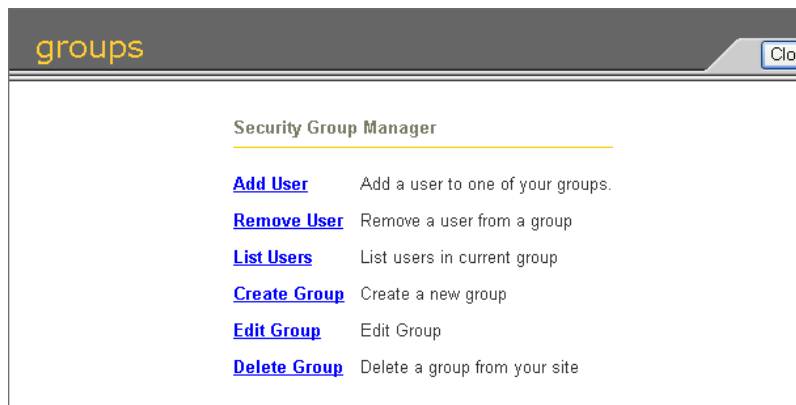 groups
Clo
Security Group Manager
Add User Add a user to one of your groups.
Remove User Remove a user from a group
List Users List users in current group
Create Group Create a new group
Edit Group Edit Group
Delete Group Delete a group from your site